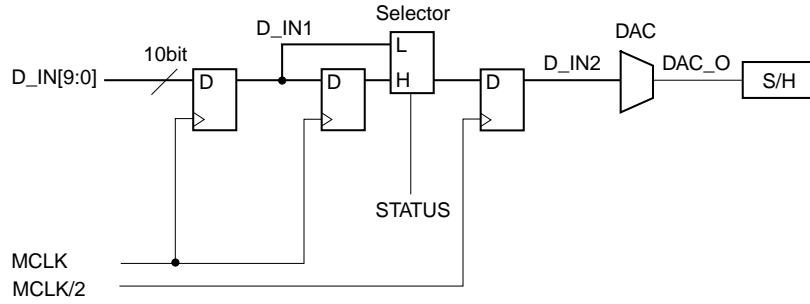 Selector
DAC
10bit
D_IN1
D_IN[9:0]
D
D
L
H
D
D_IN2
DAC_O
S/H
STATUS
MCLK
MCLK/2